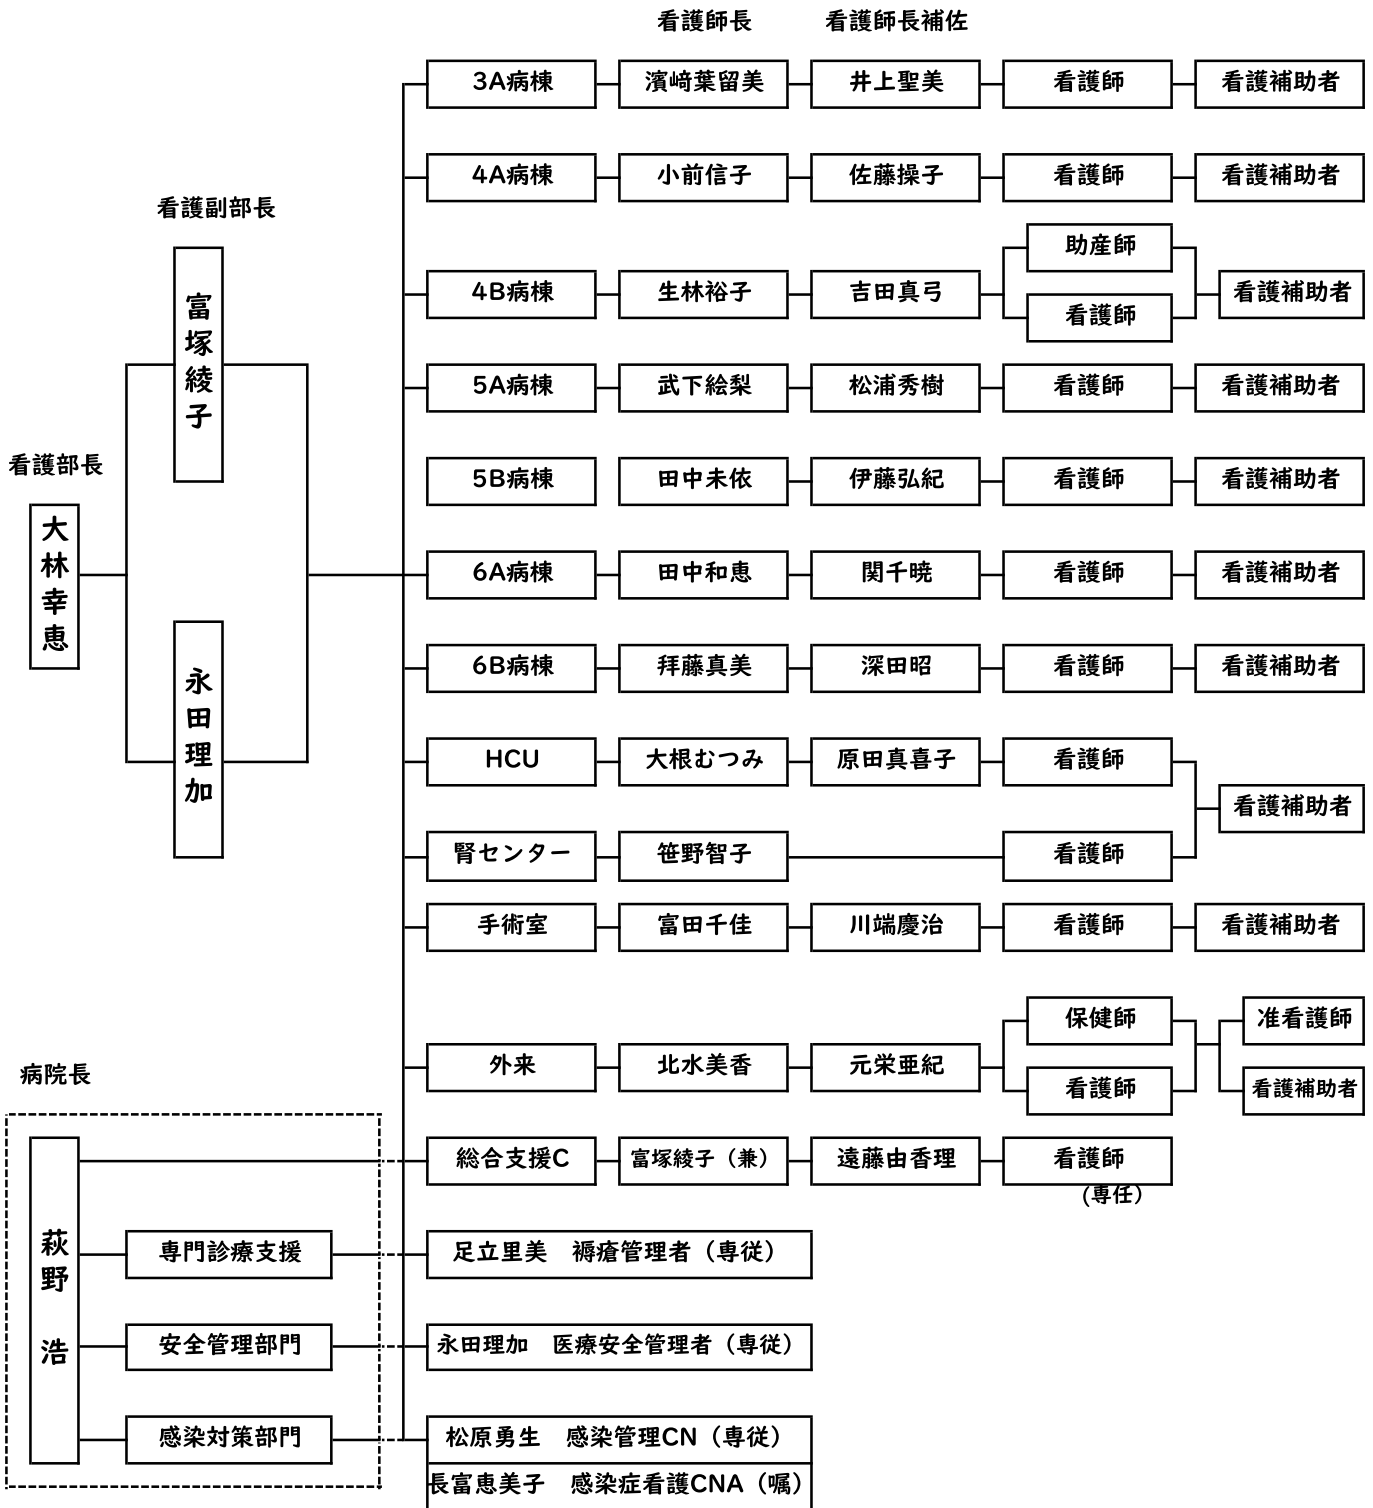 看護師長 看護師長補佐
3A病棟 濱﨑葉留美 井上聖美 看護師 看護補助者
4A病棟 小前信子 佐藤操子 看護師 看護補助者
看護副部長
富塚綾子
助産師
4B病棟 生林裕子 吉田真弓 看護補助者
看護師
5A病棟 武下絵梨 松浦秀樹 看護師 看護補助者
看護部長
大林幸恵
5B病棟 田中未依 伊藤弘紀 看護師 看護補助者
6A病棟 田中和恵 関千暁 看護師 看護補助者
永田理加
6B病棟 拜藤真美 深田昭 看護師 看護補助者
HCU 大根むつみ 原田真喜子 看護師
看護補助者
腎センター 笹野智子 看護師
手術室 富田千佳 川端慶治 看護師 看護補助者
保健師 准看護師
外来 北水美香 元栄亜紀
看護師 看護補助者
病院長
萩野 浩
総合支援C 富塚綾子（兼） 遠藤由香理 看護師
（専任）
専門診療支援 足立里美 褥瘡管理者（専従）
安全管理部門 永田理加 医療安全管理者（専従）
感染対策部門 松原勇生 感染管理CN（専従）
長富恵美子 感染症看護CNA（嘱）